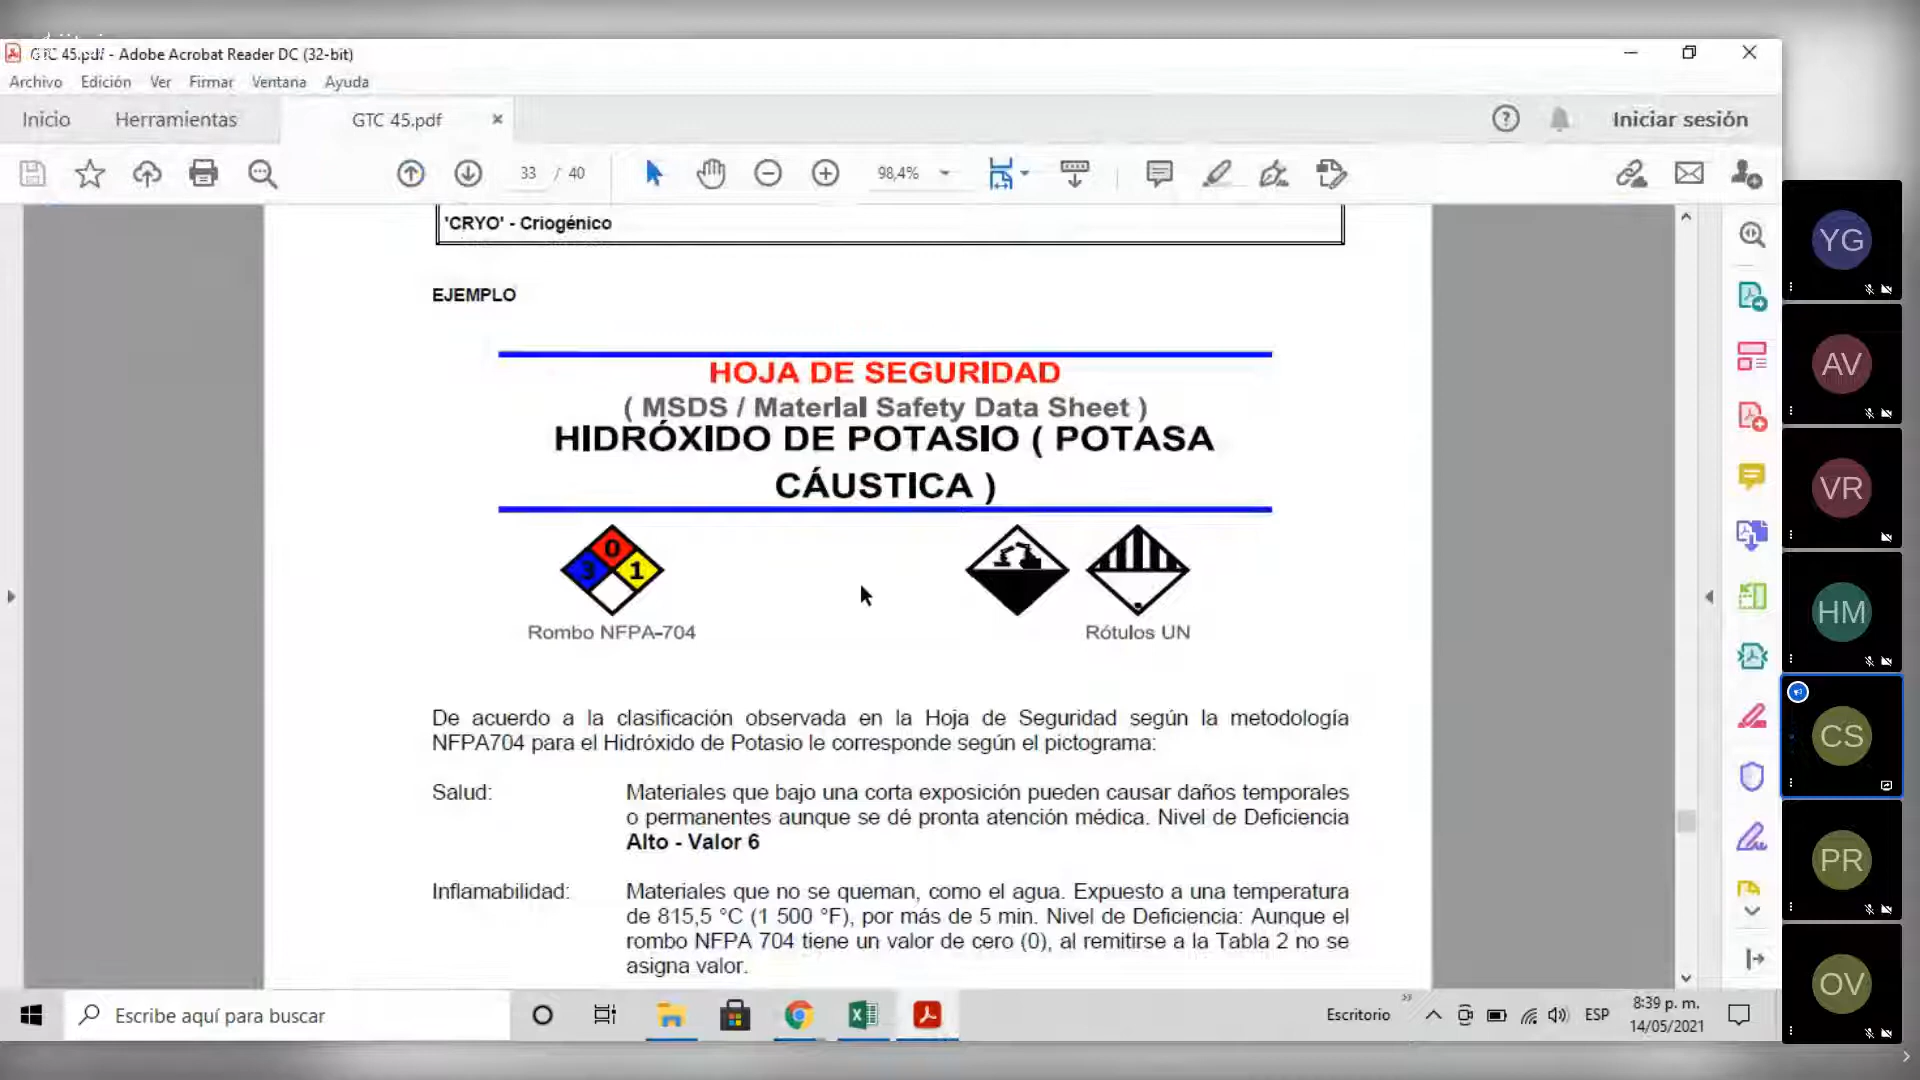 GTC 45.pdf - Adobe Acrobat Reader DC (32-bit)
Archivo Edición Ver Firmar Ventana Ayuda
Inicio Herramientas GTC 45.pdf × Iniciar sesión
33 / 40 98,4%
'CRYO' - Criogénico
EJEMPLO
HOJA DE SEGURIDAD
( MSDS / Material Safety Data Sheet )
HIDRÓXIDO DE POTASIO ( POTASA
CÁUSTICA )
0
3 1
Rombo NFPA-704 Rótulos UN
De acuerdo a la clasificación observada en la Hoja de Seguridad según la metodología
NFPA704 para el Hidróxido de Potasio le corresponde según el pictograma:
Salud: Materiales que bajo una corta exposición pueden causar daños temporales
o permanentes aunque se dé pronta atención médica. Nivel de Deficiencia
Alto - Valor 6
Inflamabilidad: Materiales que no se queman, como el agua. Expuesto a una temperatura
de 815,5 °C (1 500 °F), por más de 5 min. Nivel de Deficiencia: Aunque el
rombo NFPA 704 tiene un valor de cero (0), al remitirse a la Tabla 2 no se
asigna valor.
YG
AV
VR
HM
CS
PR
OV
Escribe aquí para buscar
Escritorio
ESP
8:39 p. m.
14/05/2021